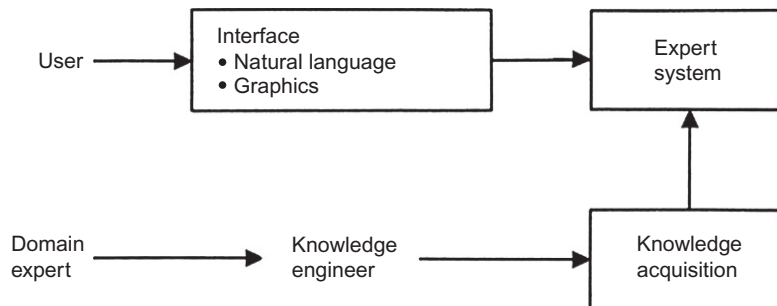 User
Interface
• Natural language
• Graphics
Expert
system
Domain
expert
Knowledge
engineer
Knowledge
acquisition